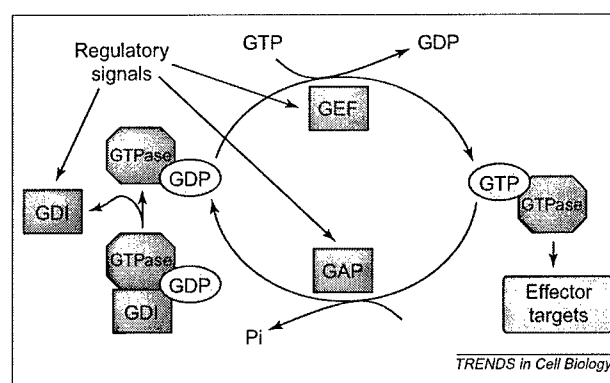 Regulatory
signals
GTP
GDP
GEF
GTPase
GDP
GDI
GTPase
GDP
GDI
GAP
Pi
GTP
GTPase
Effector
targets
TRENDS in Cell Biology